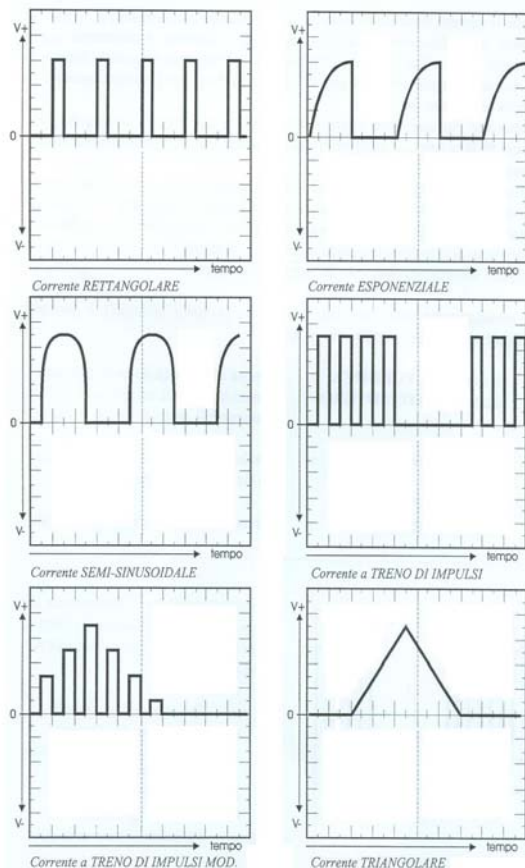 V+
0
V-
tempo
Corrente RETTANGOLARE
V+
0
V-
tempo
Corrente ESPONENZIALE
V+
0
V-
tempo
Corrente SEMI-SINUSOIDALE
V+
0
V-
tempo
Corrente a TRENO DI IMPULSI
V+
0
V-
tempo
Corrente a TRENO DI IMPULSI MOD.
V+
0
V-
tempo
Corrente TRIANGOLARE